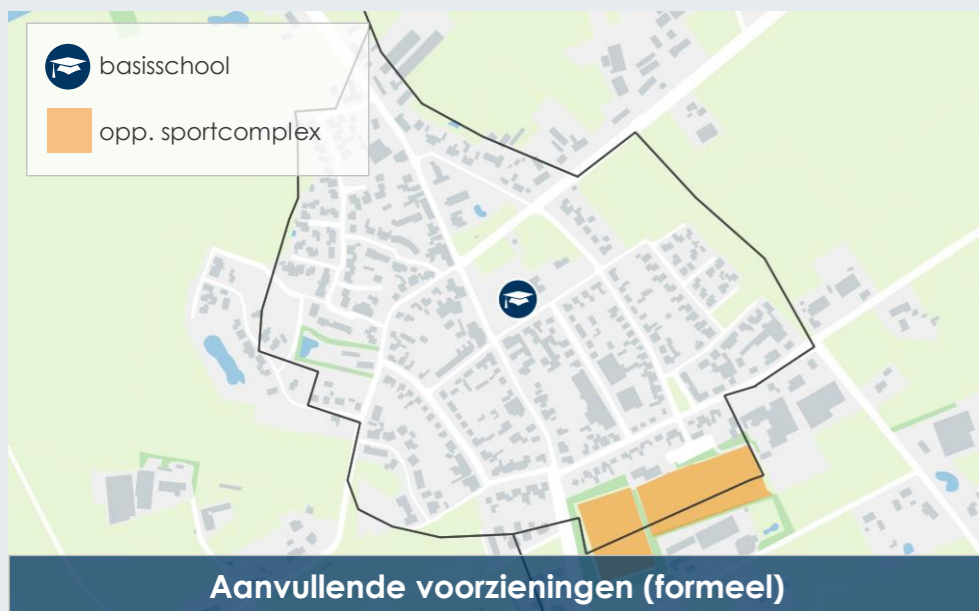 basisschool
opp. sportcomplex
Aanvullende voorzieningen (formeel)